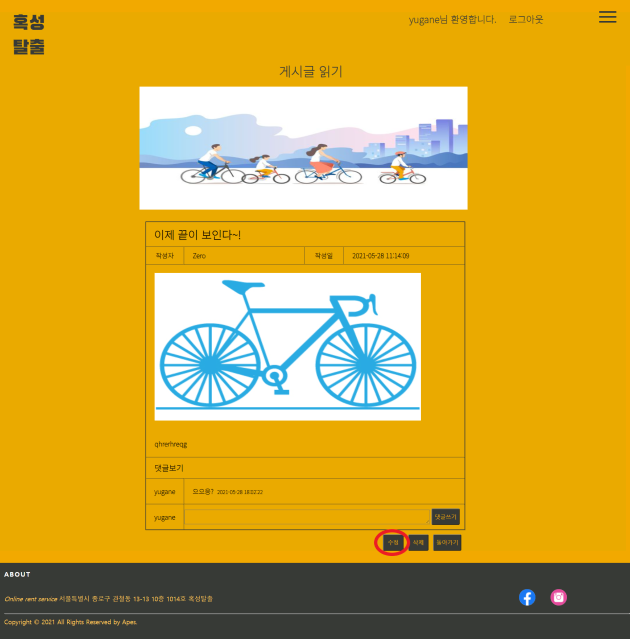 혹성
탈출
yugane님 환영합니다. 로그아웃
게시글 읽기
이제 끝이 보인다~!
작성자 Zero 작성일 2021-05-28 11:14:09
qhrerhreqg
댓글보기
yugane 으으응? 2021-05-28 18:02:22
yugane 댓글쓰기
수정 삭제 돌아가기
ABOUT
Online rent service 서울특별시 종로구 관철동 13-13 10층 1014호 혹성탈출
Copyright © 2021 All Rights Reserved by Apes.